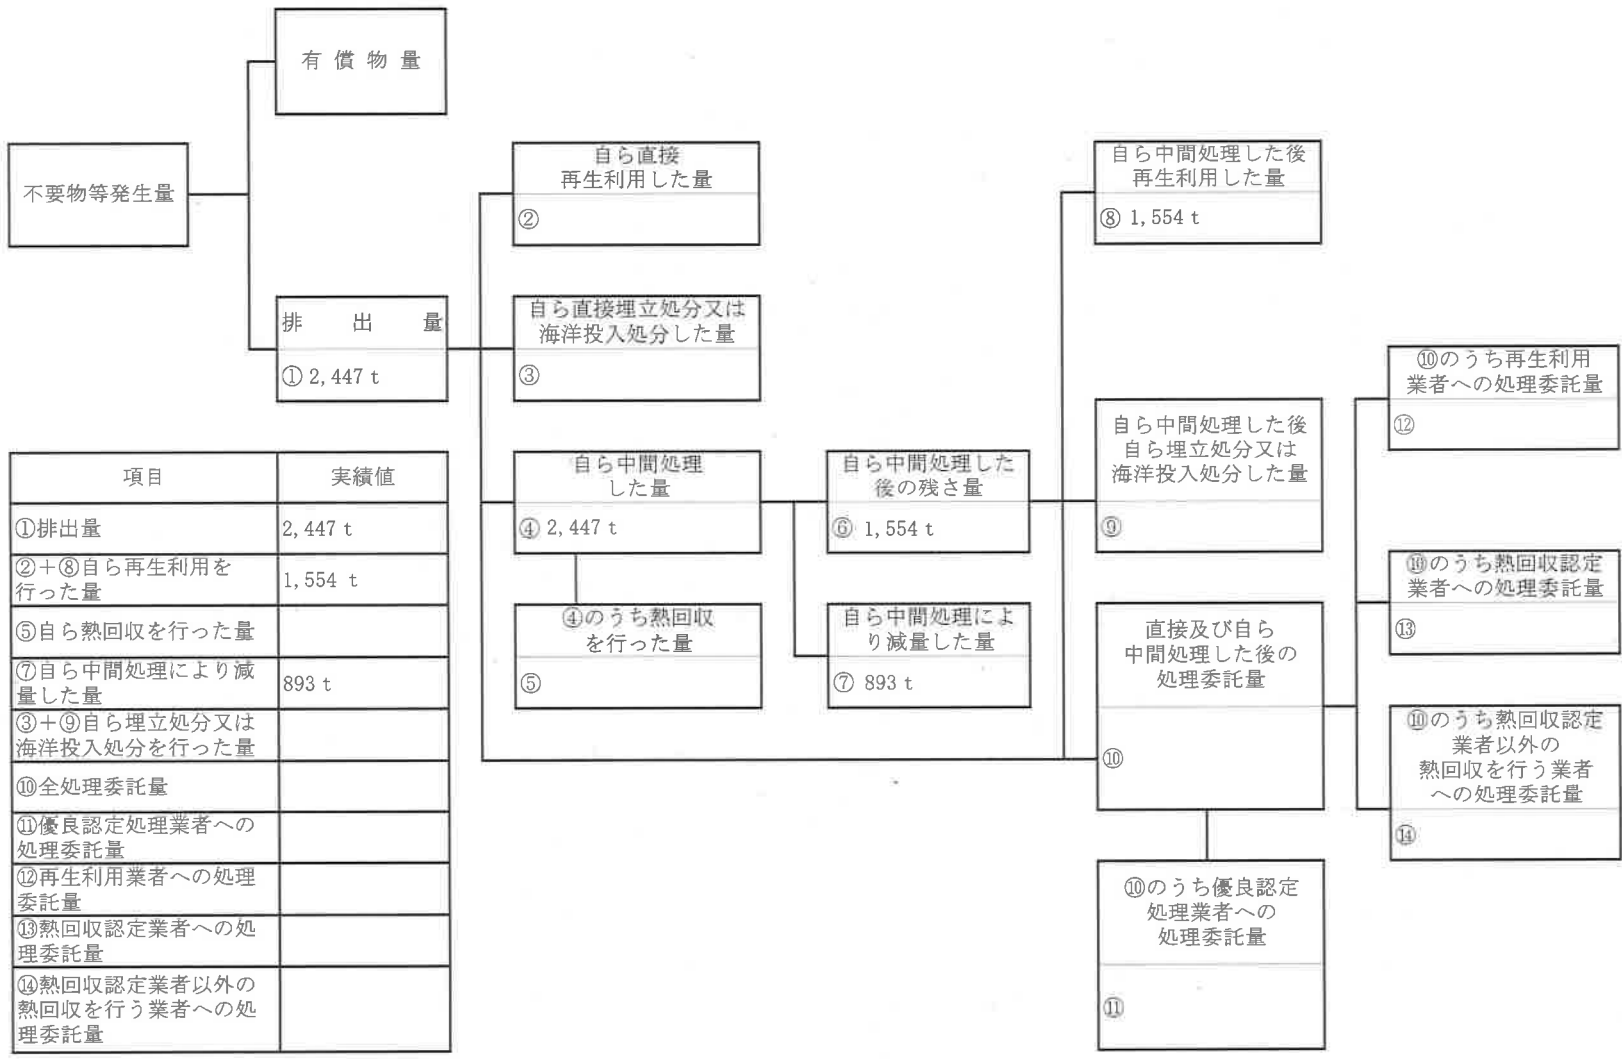 有償物量
不要物等発生量
排出量
① 2,447 t
自ら直接
再生利用した量
②
自ら直接埋立処分又は
海洋投入処分した量
③
自ら中間処理
した量
④ 2,447 t
④のうち熱回収
を行った量
⑤
自ら中間処理した
後の残さ量
⑥ 1,554 t
自ら中間処理によ
り減量した量
⑦ 893 t
自ら中間処理した後
再生利用した量
⑧ 1,554 t
自ら中間処理した後
自ら埋立処分又は
海洋投入処分した量
⑨
直接及び自ら
中間処理した後の
処理委託量
⑩
⑩のうち優良認定
処理業者への
処理委託量
⑪
⑩のうち再生利用
業者への処理委託量
⑫
⑩のうち熱回収認定
業者への処理委託量
⑬
⑩のうち熱回収認定
業者以外の
熱回収を行う業者
への処理委託量
⑭
項目 実績値
①排出量 2,447 t
②+⑧自ら再生利用を
行った量 1,554 t
⑤自ら熱回収を行った量
⑦自ら中間処理により減
量した量 893 t
③+⑨自ら埋立処分又は
海洋投入処分を行った量
⑩全処理委託量
⑪優良認定処理業者への
処理委託量
⑫再生利用業者への処理
委託量
⑬熱回収認定業者への処
理委託量
⑭熱回収認定業者以外の
熱回収を行う業者への処
理委託量